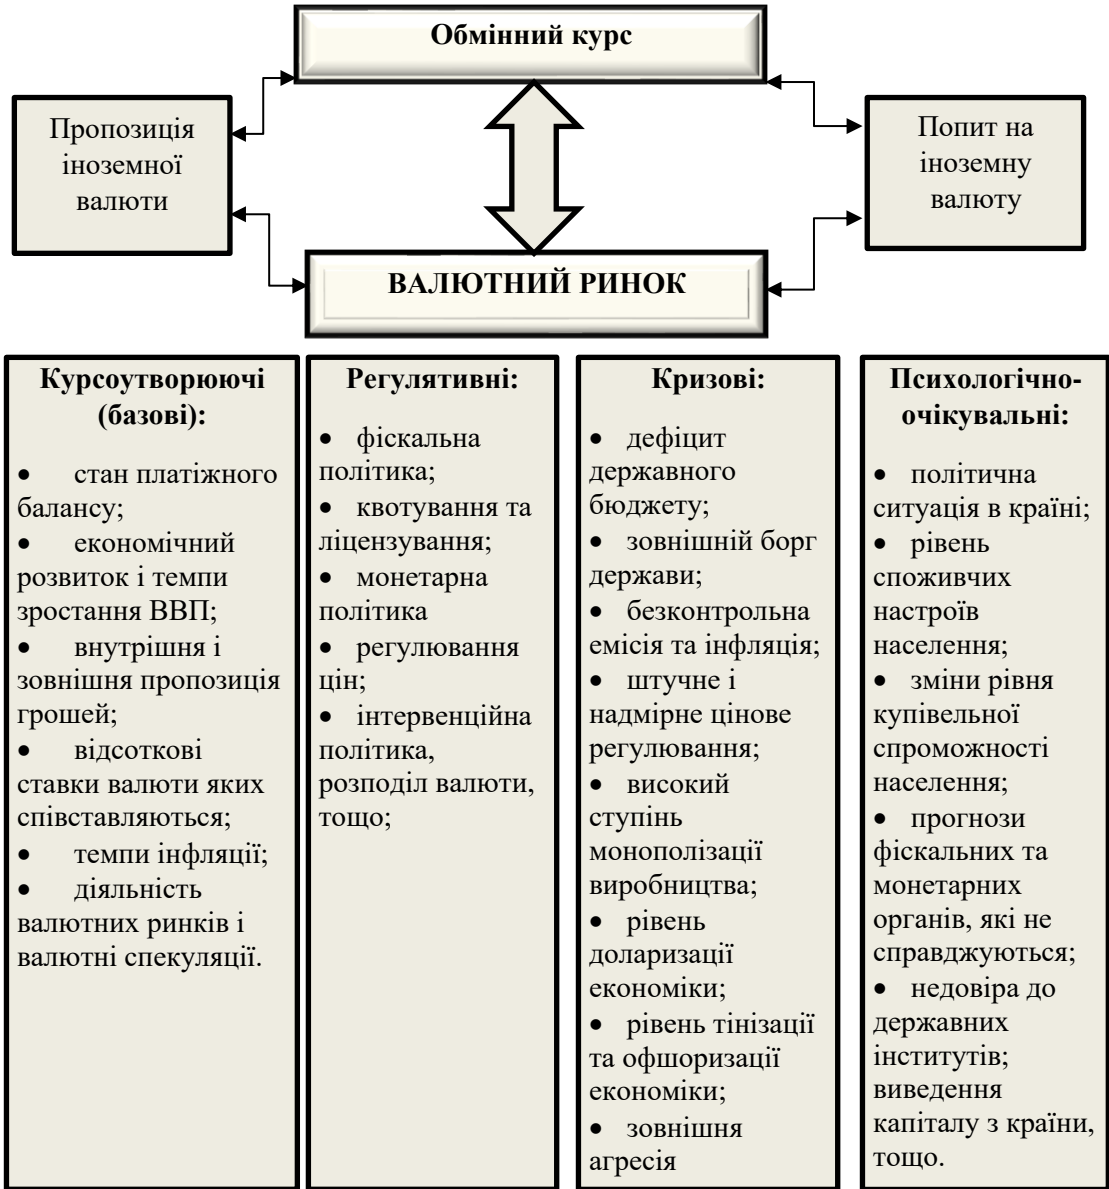 Обмінний курс
Пропозиція
іноземної
валюти
Попит на
іноземну
валюту
ВАЛЮТНИЙ РИНОК
Курсоутворюючі
(базові):
• стан платіжного
балансу;
• економічний
розвиток і темпи
зростання ВВП;
• внутрішня і
зовнішня пропозиція
грошей;
• відсоткові
ставки валюти яких
співставляються;
• темпи інфляції;
• діяльність
валютних ринків і
валютні спекуляції.
Регулятивні:
• фіскальна
політика;
• квотування та
ліцензування;
• монетарна
політика
• регулювання
цін;
• інтервенційна
політика,
розподіл валюти,
тощо;
Кризові:
• дефіцит
державного
бюджету;
• зовнішній борг
держави;
• безконтрольна
емісія та інфляція;
• штучне і
надмірне цінове
регулювання;
• високий
ступінь
монополізації
виробництва;
• рівень
доларизації
економіки;
• рівень тінізації
та офшоризації
економіки;
• зовнішня
агресія
Психологічно-
очікувальні:
• політична
ситуація в країні;
• рівень
споживчих
настроїв
населення;
• зміни рівня
купівельної
спроможності
населення;
• прогнози
фіскальних та
монетарних
органів, які не
справджуються;
• недовіра до
державних
інститутів;
виведення
капіталу з країни,
тощо.